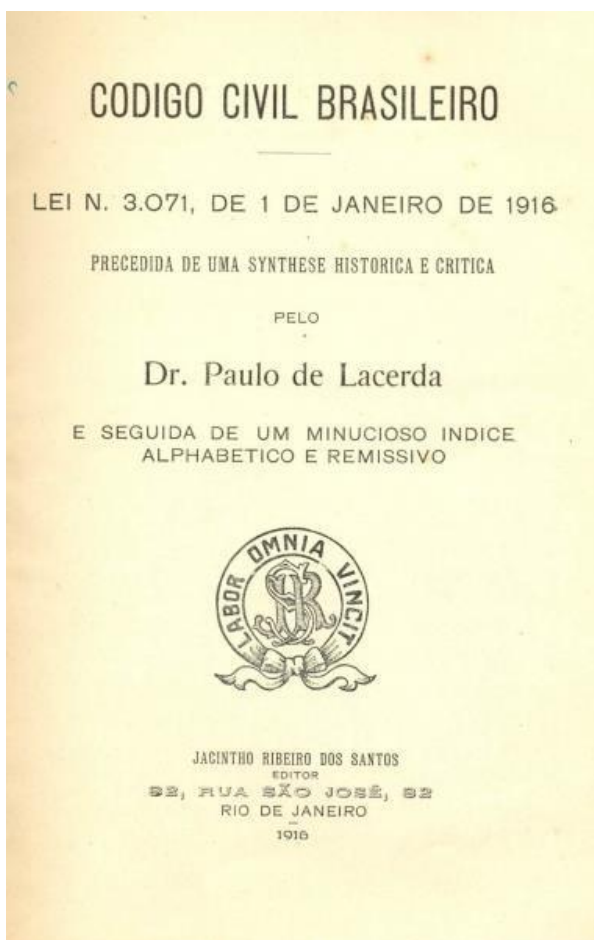 CODIGO CIVIL BRASILEIRO
LEI N. 3.071, DE 1 DE JANEIRO DE 1916
PRECEDIDA DE UMA SYNTHESE HISTORICA E CRITICA
PELO
Dr. Paulo de Lacerda
E SEGUIDA DE UM MINUCIOSO INDICE
ALPHABETICO E REMISSIVO
LABOR OMNIA VINCIT
JACINTHO RIBEIRO DOS SANTOS
EDITOR
82, RUA SÃO JOSÉ, 82
RIO DE JANEIRO
1916